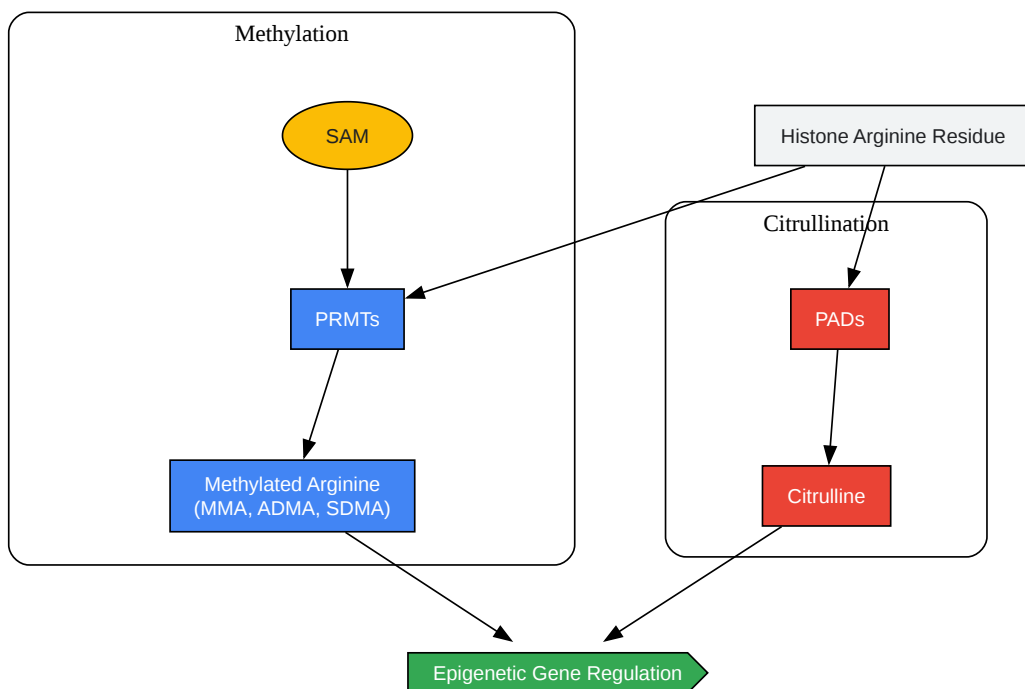 Methylation
SAM
Histone Arginine Residue
Citrullination
PRMTs
PADs
Methylated Arginine
(MMA, ADMA, SDMA)
Citrulline
Epigenetic Gene Regulation